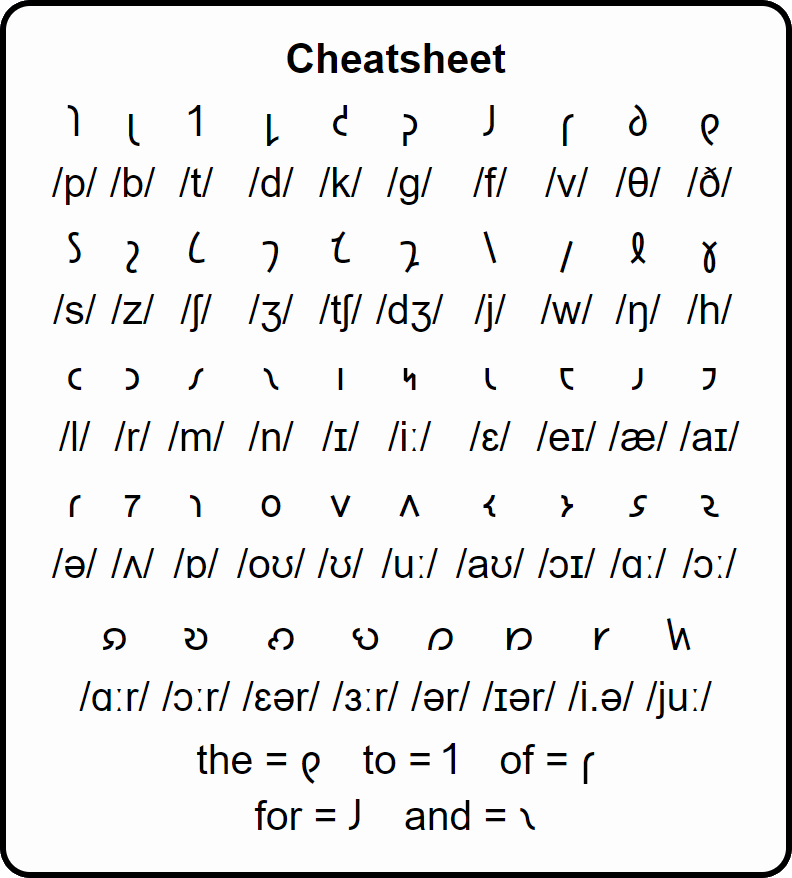 Cheatsheet
𐑐 𐑚 𐑑 𐑛 𐑒 𐑜 𐑓 𐑝 𐑔 𐑞
/p/ /b/ /t/ /d/ /k/ /g/ /f/ /v/ /θ/ /ð/
𐑕 𐑟 𐑖 𐑠 𐑗 𐑡 𐑘 𐑢 𐑙 𐑣
/s/ /z/ /ʃ/ /ʒ/ /tʃ/ /dʒ/ /j/ /w/ /ŋ/ /h/
𐑤 𐑮 𐑥 𐑯 𐑦 𐑰 𐑧 𐑱 𐑨 𐑲
/l/ /r/ /m/ /n/ /ɪ/ /iː/ /ɛ/ /eɪ/ /æ/ /aɪ/
𐑩 𐑳 𐑪 𐑴 𐑫 𐑵 𐑬 𐑶 𐑭 𐑷
/ə/ /ʌ/ /ɒ/ /oʊ/ /ʊ/ /uː/ /aʊ/ /ɔɪ/ /ɑː/ /ɔː/
𐑸 𐑹 𐑺 𐑻 𐑼 𐑽 𐑾 𐑿
/ɑːr/ /ɔːr/ /ɛər/ /ɜːr/ /ər/ /ɪər/ /i.ə/ /juː/
the = 𐑞 to = 𐑑 of = 𐑝
for = 𐑓 and = 𐑯